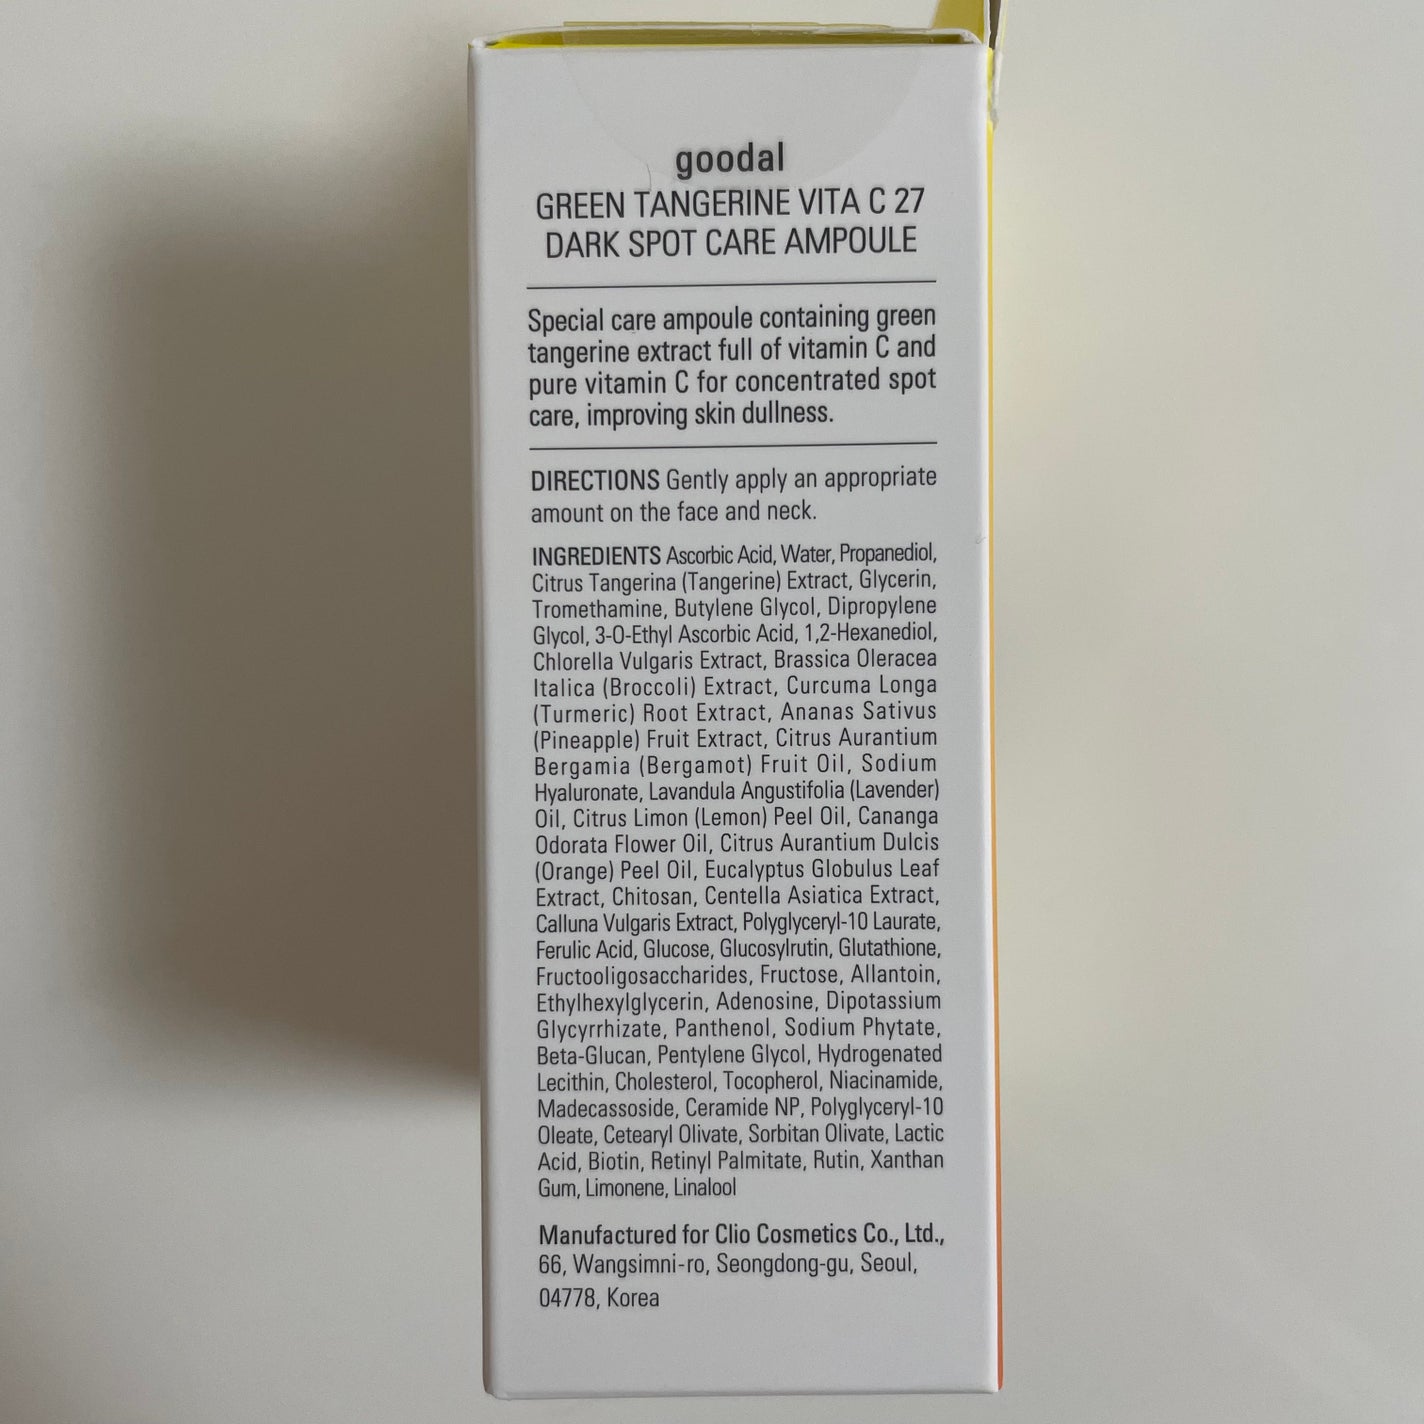 goodal
GREEN TANGERINE VITA C 27
DARK SPOT CARE AMPOULE
Special care ampoule containing green
tangerine extract full of vitamin C and
pure vitamin C for concentrated spot
care, improving skin dullness.
DIRECTIONS Gently apply an appropriate
amount on the face and neck.
INGREDIENTS Ascorbic Acid, Water, Propanediol,
Citrus Tangerina (Tangerine) Extract, Glycerin,
Tromethamine, Butylene Glycol, Dipropylene
Glycol, 3-O-Ethyl Ascorbic Acid, 1,2-Hexanediol,
Chlorella Vulgaris Extract, Brassica Oleracea
Italica (Broccoli) Extract, Curcuma Longa
(Turmeric) Root Extract, Ananas Sativus
(Pineapple) Fruit Extract, Citrus Aurantium
Bergamia (Bergamot) Fruit Oil, Sodium
Hyaluronate, Lavandula Angustifolia (Lavender)
Oil, Citrus Limon (Lemon) Peel Oil, Cananga
Odorata Flower Oil, Citrus Aurantium Dulcis
(Orange) Peel Oil, Eucalyptus Globulus Leaf
Extract, Chitosan, Centella Asiatica Extract,
Calluna Vulgaris Extract, Polyglyceryl-10 Laurate,
Ferulic Acid, Glucose, Glucosylrutin, Glutathione,
Fructooligosaccharides, Fructose, Allantoin,
Ethylhexylglycerin, Adenosine, Dipotassium
Glycyrrhizate, Panthenol, Sodium Phytate,
Beta-Glucan, Pentylene Glycol, Hydrogenated
Lecithin, Cholesterol, Tocopherol, Niacinamide,
Madecassoside, Ceramide NP, Polyglyceryl-10
Oleate, Cetearyl Olivate, Sorbitan Olivate, Lactic
Acid, Biotin, Retinyl Palmitate, Rutin, Xanthan
Gum, Limonene, Linalool
Manufactured for Clio Cosmetics Co., Ltd.,
66, Wangsimni-ro, Seongdong-gu, Seoul,
04778, Korea